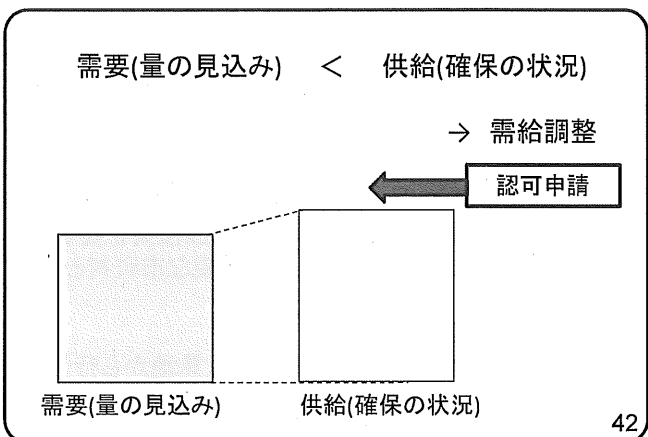 需要(量の見込み) < 供給(確保の状況)
→ 需給調整
認可申請
需要(量の見込み) 供給(確保の状況)
42